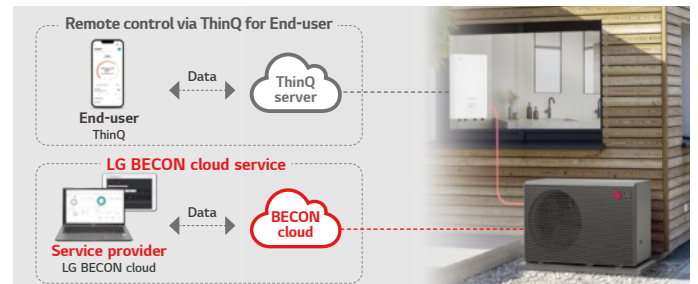 Remote control via ThinQ for End-user
Data
ThinQ
server
End-user
ThinQ
LG BECON cloud service
Data
BECON
cloud
Service provider
LG BECON cloud
LG